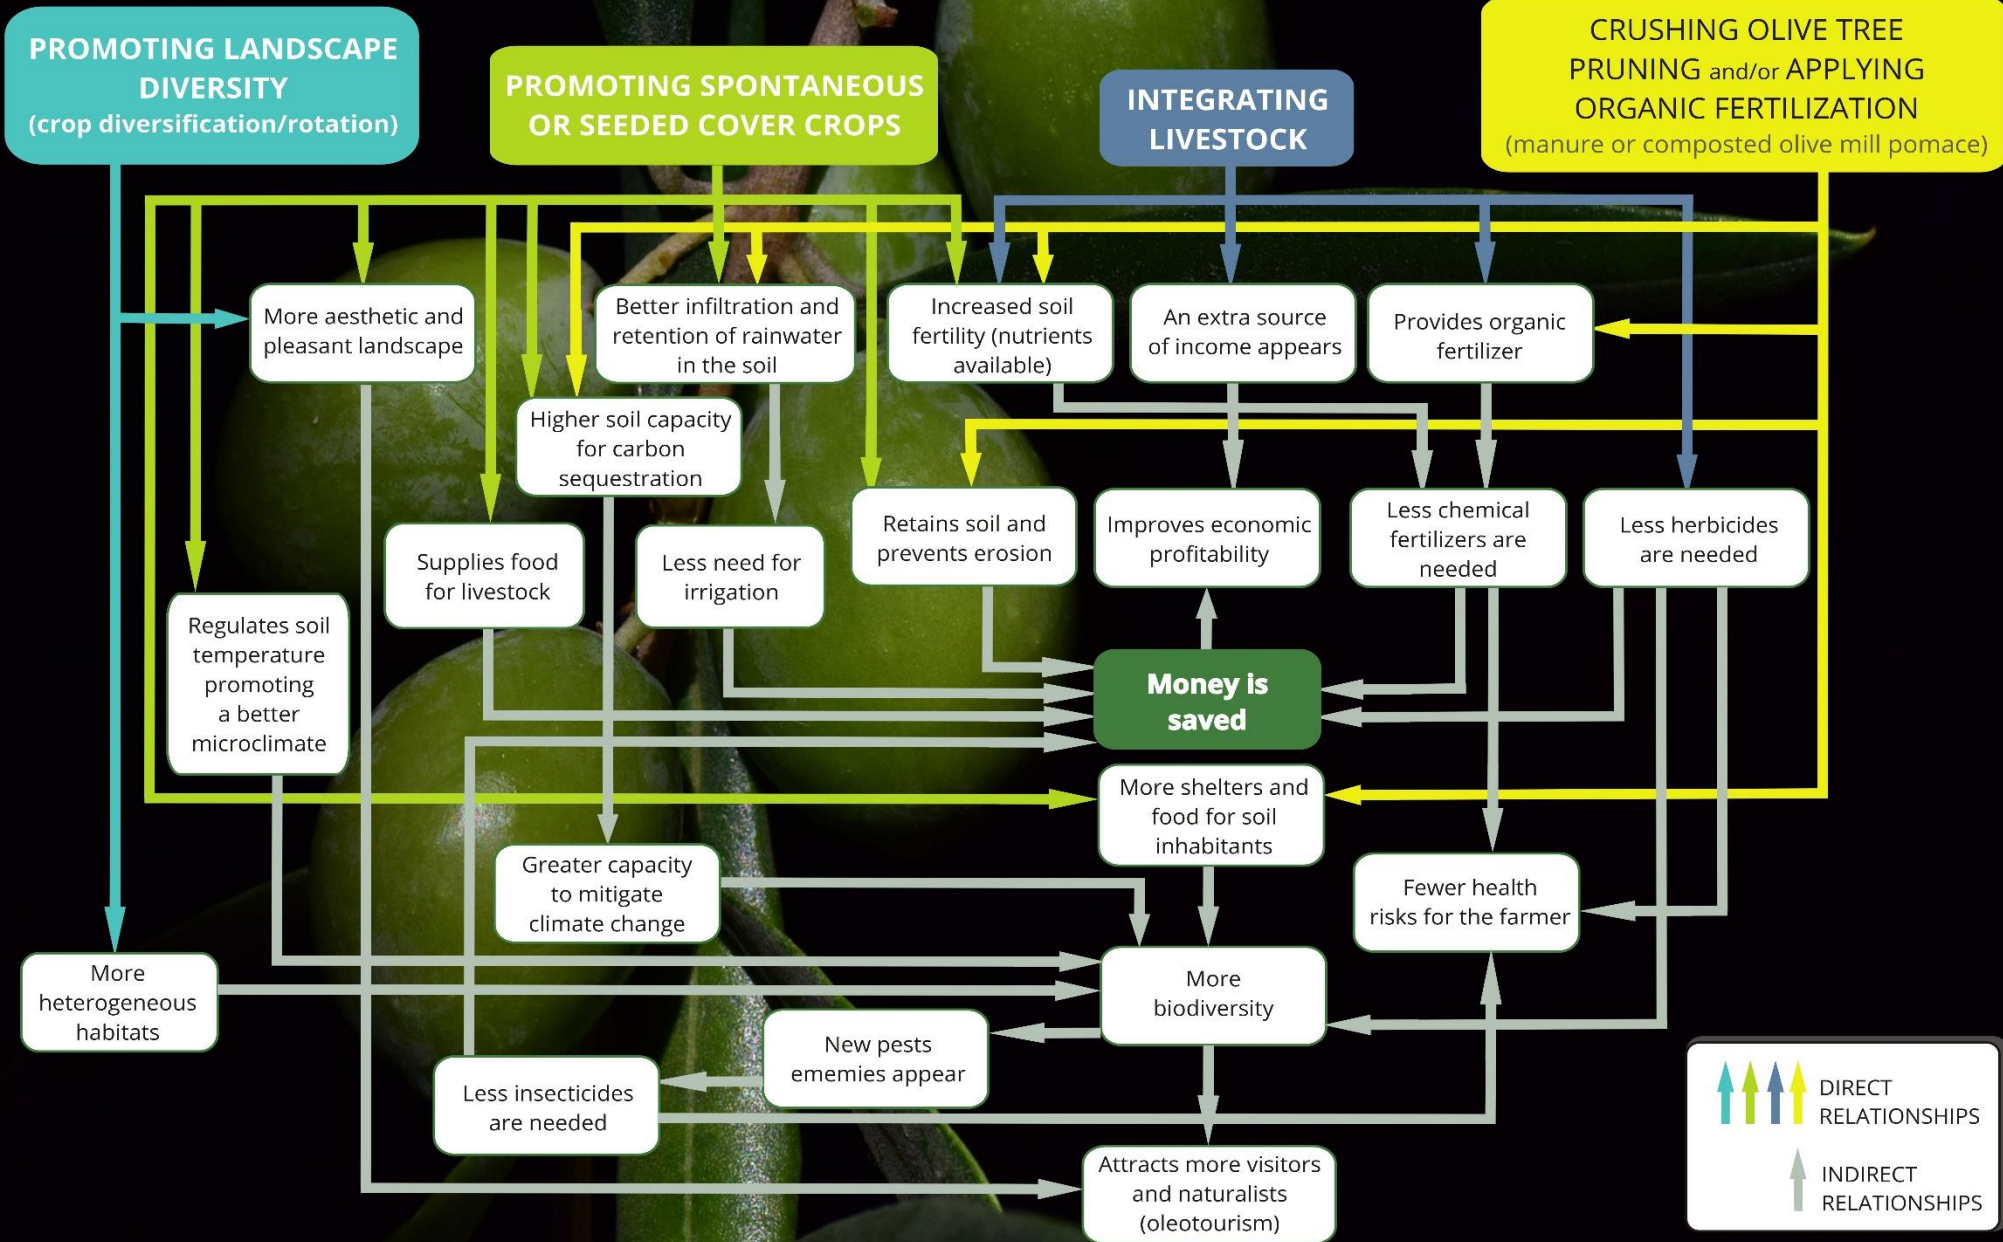 PROMOTING LANDSCAPE
DIVERSITY
(crop diversification/rotation)
PROMOTING SPONTANEOUS
OR SEEDED COVER CROPS
INTEGRATING
LIVESTOCK
CRUSHING OLIVE TREE
PRUNING and/or APPLYING
ORGANIC FERTILIZATION
(manure or composted olive mill pomace)
More aesthetic and
pleasant landscape
Better infiltration and
retention of rainwater
in the soil
Increased soil
fertility (nutrients
available)
An extra source
of income appears
Provides organic
fertilizer
Higher soil capacity
for carbon
sequestration
Retains soil and
prevents erosion
Improves economic
profitability
Less chemical
fertilizers are
needed
Less herbicides
are needed
Supplies food
for livestock
Less need for
irrigation
Regulates soil
temperature
promoting
a better
microclimate
Money is
saved
More shelters and
food for soil
inhabitants
Greater capacity
to mitigate
climate change
Fewer health
risks for the farmer
More
heterogeneous
habitats
More
biodiversity
New pests
ememies appear
Less insecticides
are needed
Attracts more visitors
and naturalists
(oleotourism)
DIRECT
RELATIONSHIPS
INDIRECT
RELATIONSHIPS